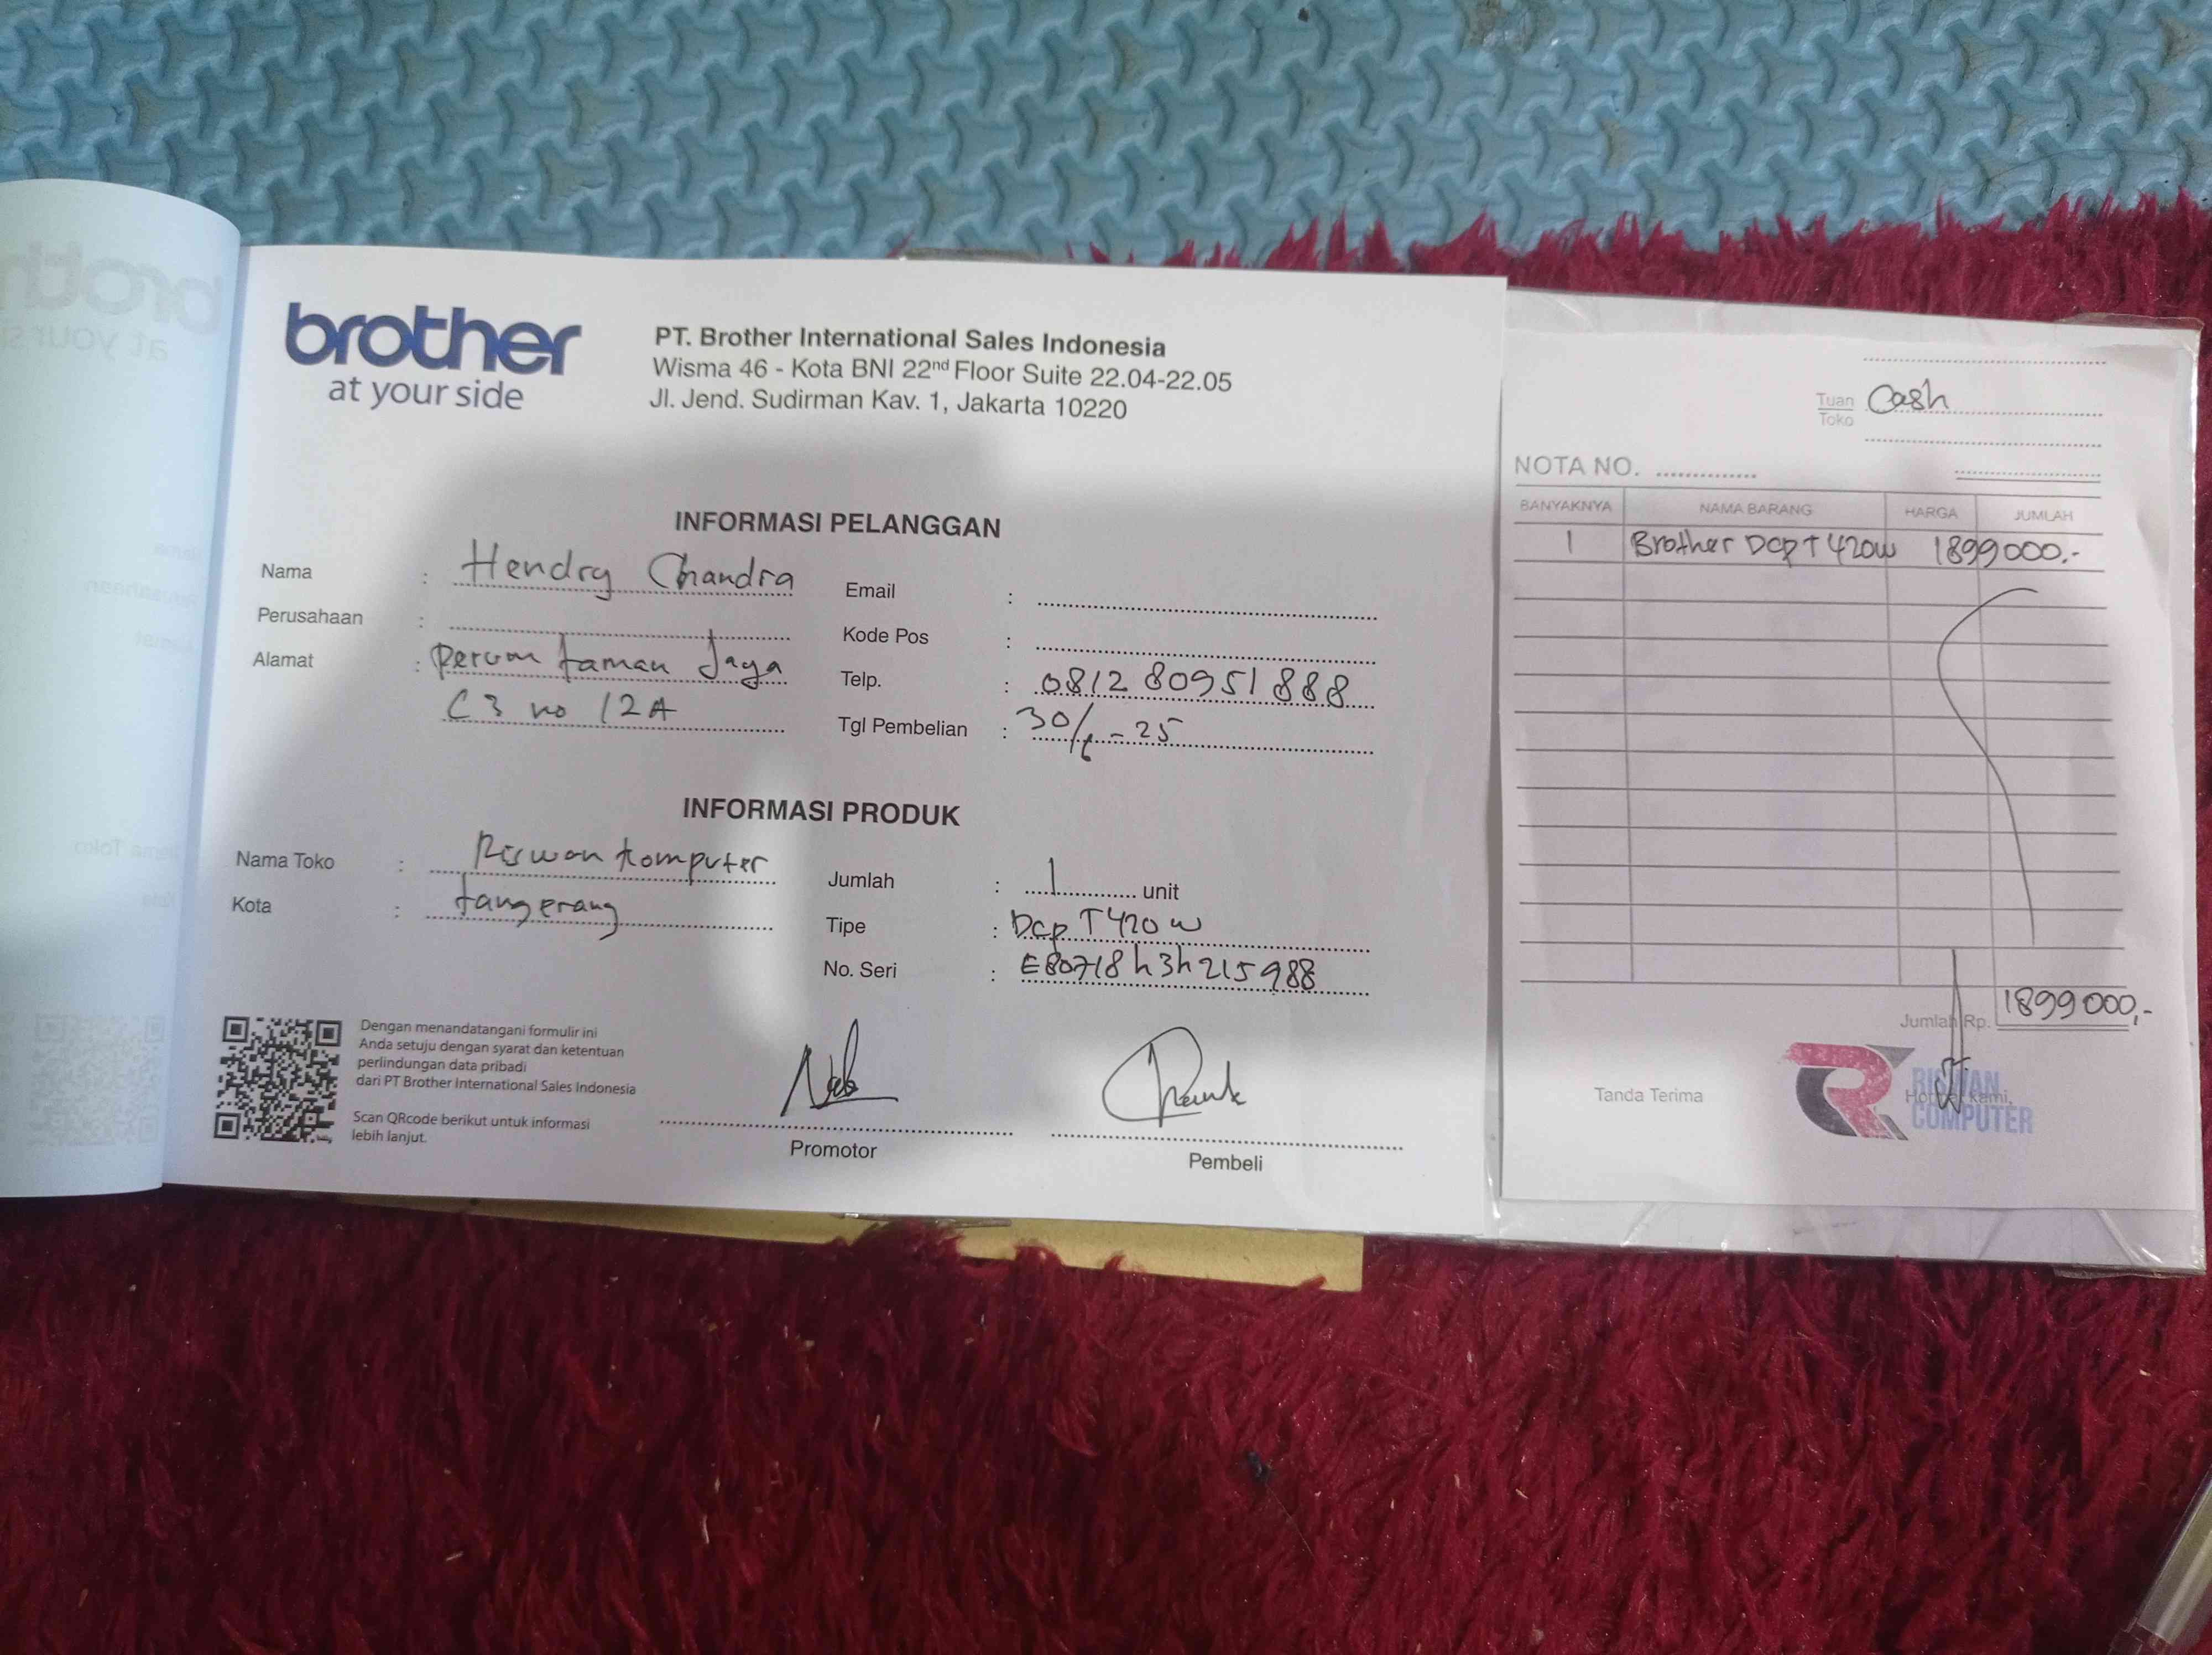 brother
at your side
PT. Brother International Sales Indonesia
Wisma 46 - Kota BNI 22nd Floor Suite 22.04-22.05
Jl. Jend. Sudirman Kav. 1, Jakarta 10220
INFORMASI PELANGGAN
Nama : Hendry Chandra
Perusahaan :
Alamat : perum taman Jaya
C3 no 12A
Email :
Kode Pos :
Telp. : 0812 80951888
Tgl Pembelian : 30/6-25
INFORMASI PRODUK
Nama Toko : Riswan komputer
Kota : tangerang
Jumlah : 1 unit
Tipe : Dcp T420w
No. Seri : E80718h3h215988
Dengan menandatangani formulir ini
Anda setuju dengan syarat dan ketentuan
perlindungan data pribadi
dari PT Brother International Sales Indonesia
Scan QRcode berikut untuk informasi
lebih lanjut.
Promotor
Pembeli
Tuan
Toko
Cash
NOTA NO.
BANYAKNYA NAMA BARANG HARGA JUMLAH
1 Brother Dcp T420w 1899000.-
Jumlah Rp. 1899000,-
Tanda Terima
Hormat kami,
RISWAN
COMPUTER